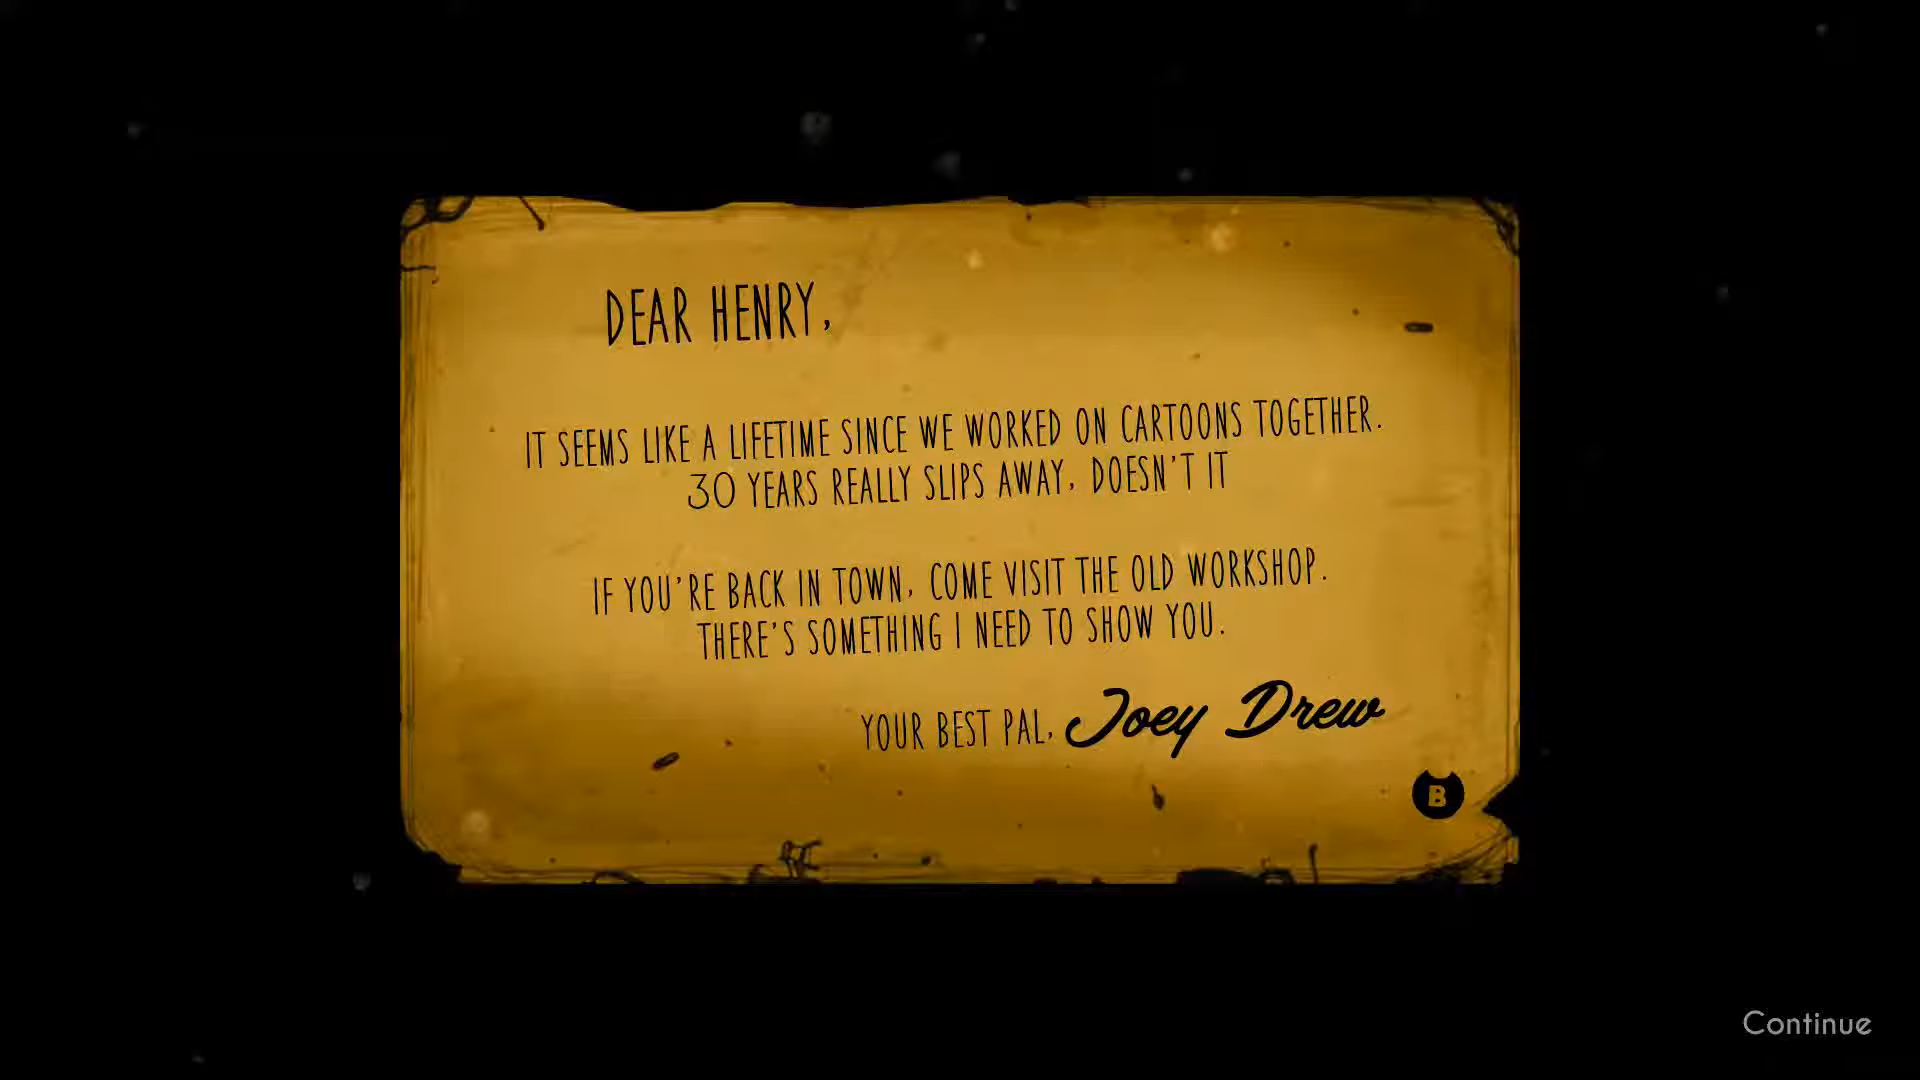 DEAR HENRY,
IT SEEMS LIKE A LIFETIME SINCE WE WORKED ON CARTOONS TOGETHER.
30 YEARS REALLY SLIPS AWAY, DOESN'T IT
IF YOU'RE BACK IN TOWN, COME VISIT THE OLD WORKSHOP.
THERE'S SOMETHING I NEED TO SHOW YOU.
YOUR BEST PAL, Joey Drew
B
Continue